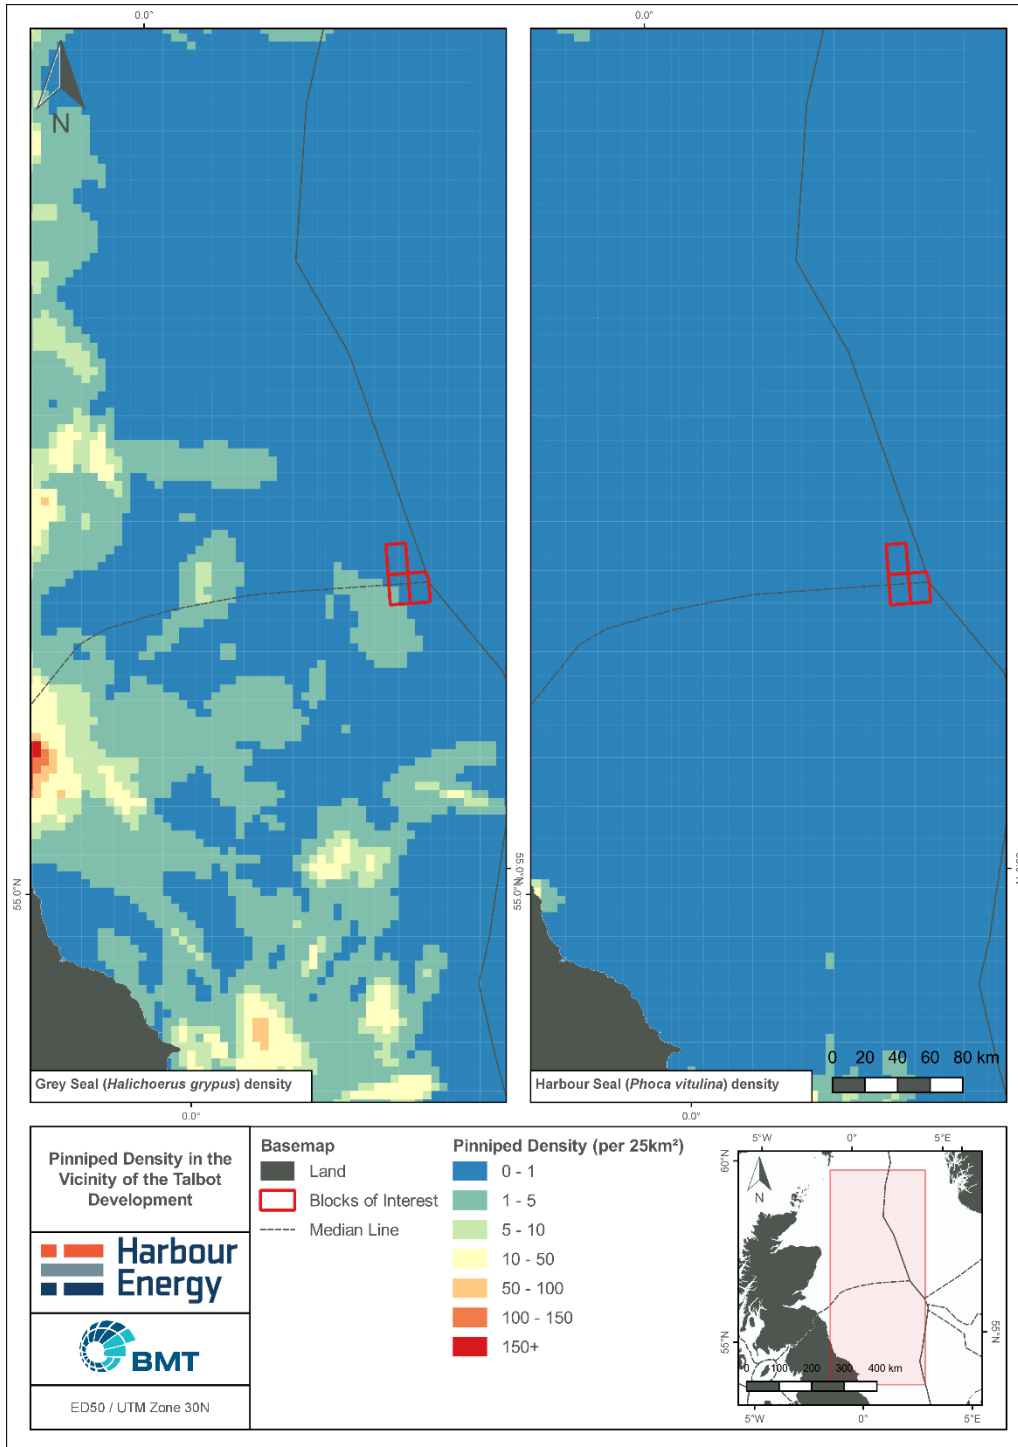 0.0°
0.0°
N
55.0°N
55.0°N
55.0°N
Grey Seal (Halichoerus grypus) density
Harbour Seal (Phoca vitulina) density
0 20 40 60 80 km
0.0°
0.0°
Pinniped Density in the
Vicinity of the Talbot
Development
Harbour
Energy
BMT
ED50 / UTM Zone 30N
Basemap
Land
Blocks of Interest
Median Line
Pinniped Density (per 25km²)
0 - 1
1 - 5
5 - 10
10 - 50
50 - 100
100 - 150
150+
5°W 0° 5°E
60°N
N
55°N
55°N
0 100 200 300 400 km
5°W 0° 5°E